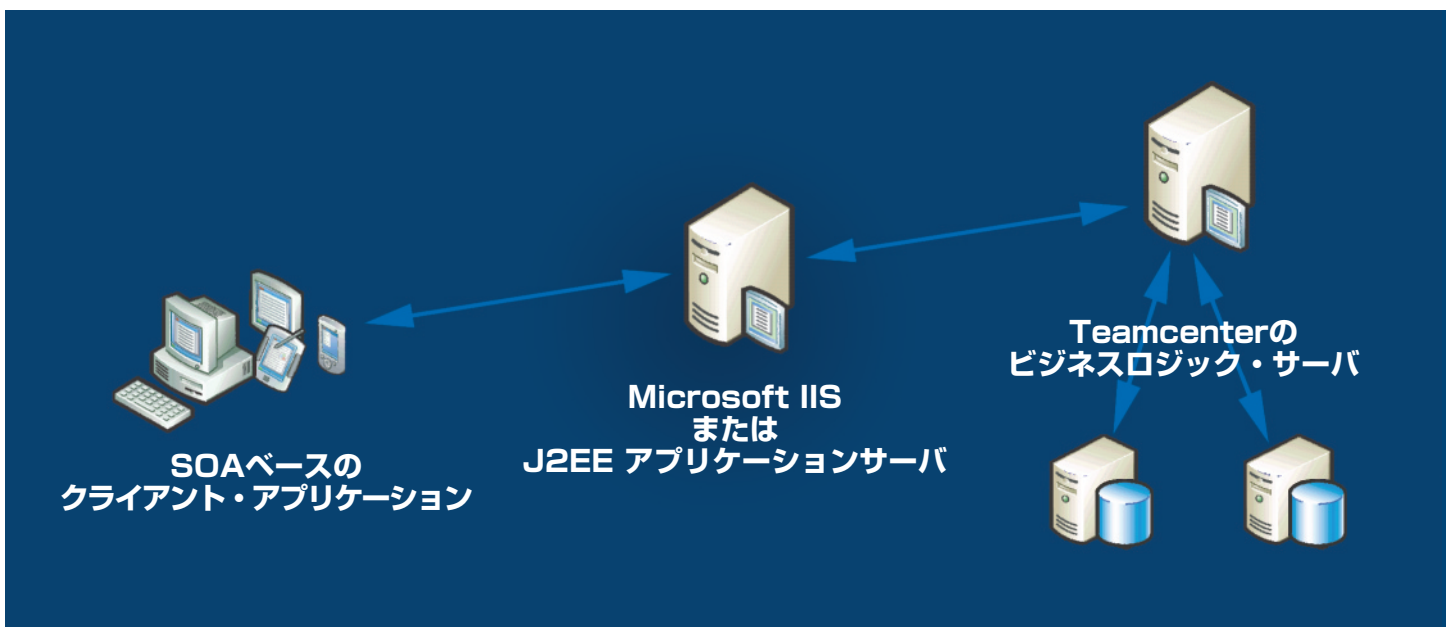 SOAベースの
クライアント・アプリケーション
Microsoft IIS
または
J2EE アプリケーションサーバ
Teamcenterの
ビジネスロジック・サーバ